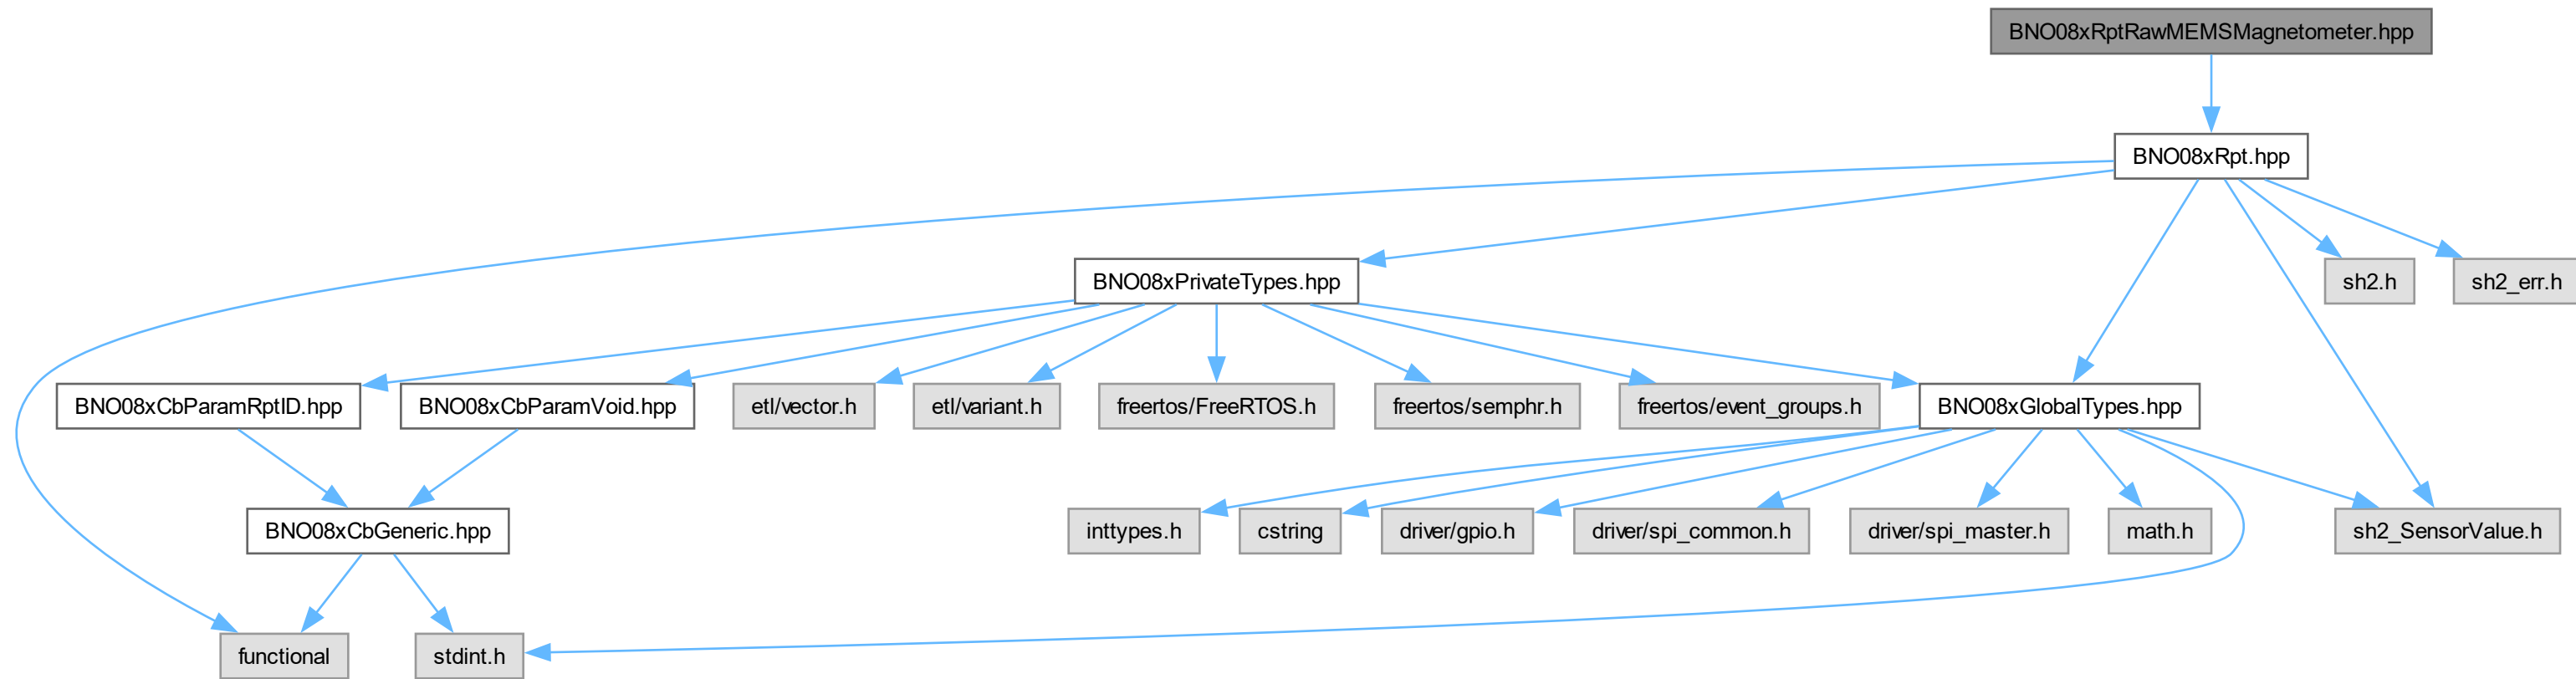 BNO08xRptRawMEMSMagnetometer.hpp
BNO08xRpt.hpp
BNO08xPrivateTypes.hpp
sh2.h
sh2_err.h
BNO08xCbParamRptID.hpp
BNO08xCbParamVoid.hpp
etl/vector.h
etl/variant.h
freertos/FreeRTOS.h
freertos/semphr.h
freertos/event_groups.h
BNO08xGlobalTypes.hpp
BNO08xCbGeneric.hpp
inttypes.h
cstring
driver/gpio.h
driver/spi_common.h
driver/spi_master.h
math.h
sh2_SensorValue.h
functional
stdint.h